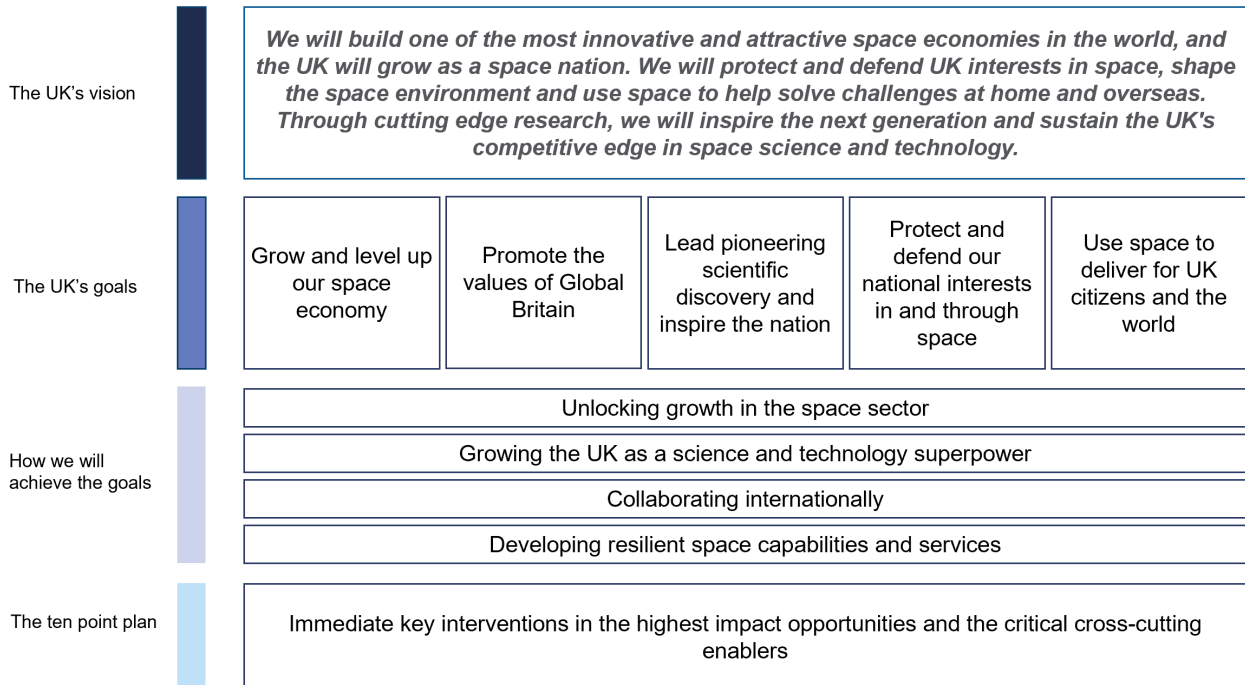 The UK's vision
We will build one of the most innovative and attractive space economies in the world, and
the UK will grow as a space nation. We will protect and defend UK interests in space, shape
the space environment and use space to help solve challenges at home and overseas.
Through cutting edge research, we will inspire the next generation and sustain the UK's
competitive edge in space science and technology.
The UK's goals
Grow and level up
our space
economy
Promote the
values of Global
Britain
Lead pioneering
scientific
discovery and
inspire the nation
Protect and
defend our
national interests
in and through
space
Use space to
deliver for UK
citizens and the
world
How we will
achieve the goals
Unlocking growth in the space sector
Growing the UK as a science and technology superpower
Collaborating internationally
Developing resilient space capabilities and services
The ten point plan
Immediate key interventions in the highest impact opportunities and the critical cross-cutting
enablers